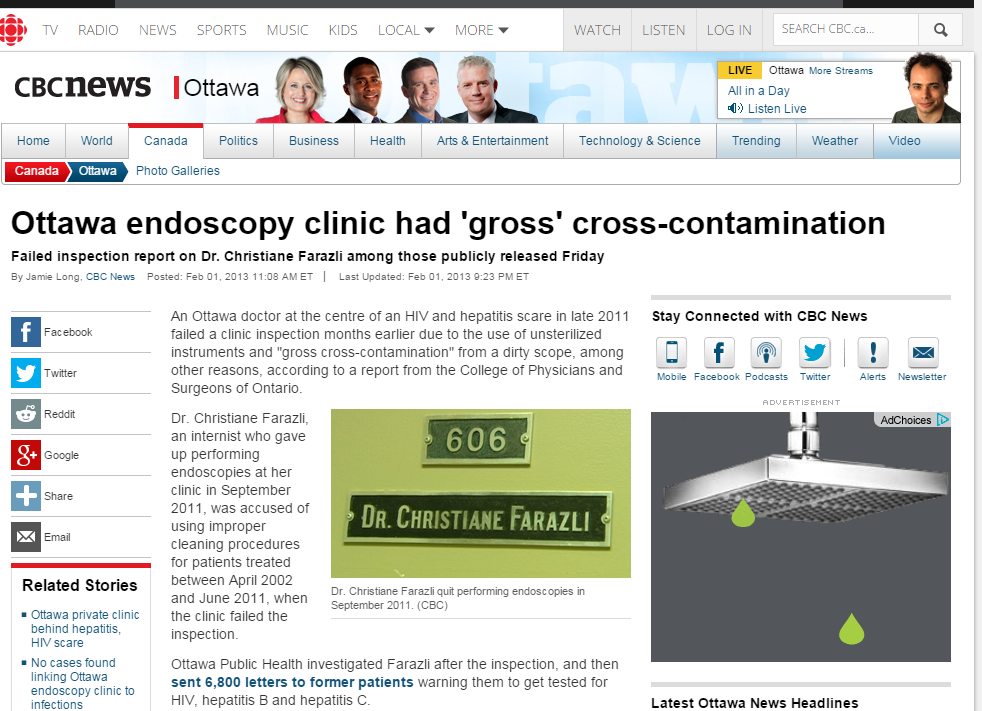 TV RADIO NEWS SPORTS MUSIC KIDS LOCAL MORE WATCH LISTEN LOG IN SEARCH CBC.ca...
CBCnews Ottawa
LIVE Ottawa More Streams
All in a Day
Listen Live
Home World Canada Politics Business Health Arts & Entertainment Technology & Science Trending Weather Video
Canada Ottawa Photo Galleries
Ottawa endoscopy clinic had 'gross' cross-contamination
Failed inspection report on Dr. Christiane Farazli among those publicly released Friday
By Jamie Long, CBC News Posted: Feb 01, 2013 11:08 AM ET | Last Updated: Feb 01, 2013 9:23 PM ET
Facebook
Twitter
Reddit
Google
Share
Email
Related Stories
Ottawa private clinic
behind hepatitis,
HIV scare
No cases found
linking Ottawa
endoscopy clinic to
infections
An Ottawa doctor at the centre of an HIV and hepatitis scare in late 2011
failed a clinic inspection months earlier due to the use of unsterilized
instruments and "gross cross-contamination" from a dirty scope, among
other reasons, according to a report from the College of Physicians and
Surgeons of Ontario.
Dr. Christiane Farazli,
an internist who gave
up performing
endoscopies at her
clinic in September
2011, was accused of
using improper
cleaning procedures
for patients treated
between April 2002
and June 2011, when
the clinic failed the
inspection.
606
DR. CHRISTIANE FARAZLI
Dr. Christiane Farazli quit performing endoscopies in
September 2011. (CBC)
Ottawa Public Health investigated Farazli after the inspection, and then
sent 6,800 letters to former patients warning them to get tested for
HIV, hepatitis B and hepatitis C.
Stay Connected with CBC News
Mobile Facebook Podcasts Twitter Alerts Newsletter
ADVERTISEMENT
AdChoices
Latest Ottawa News Headlines